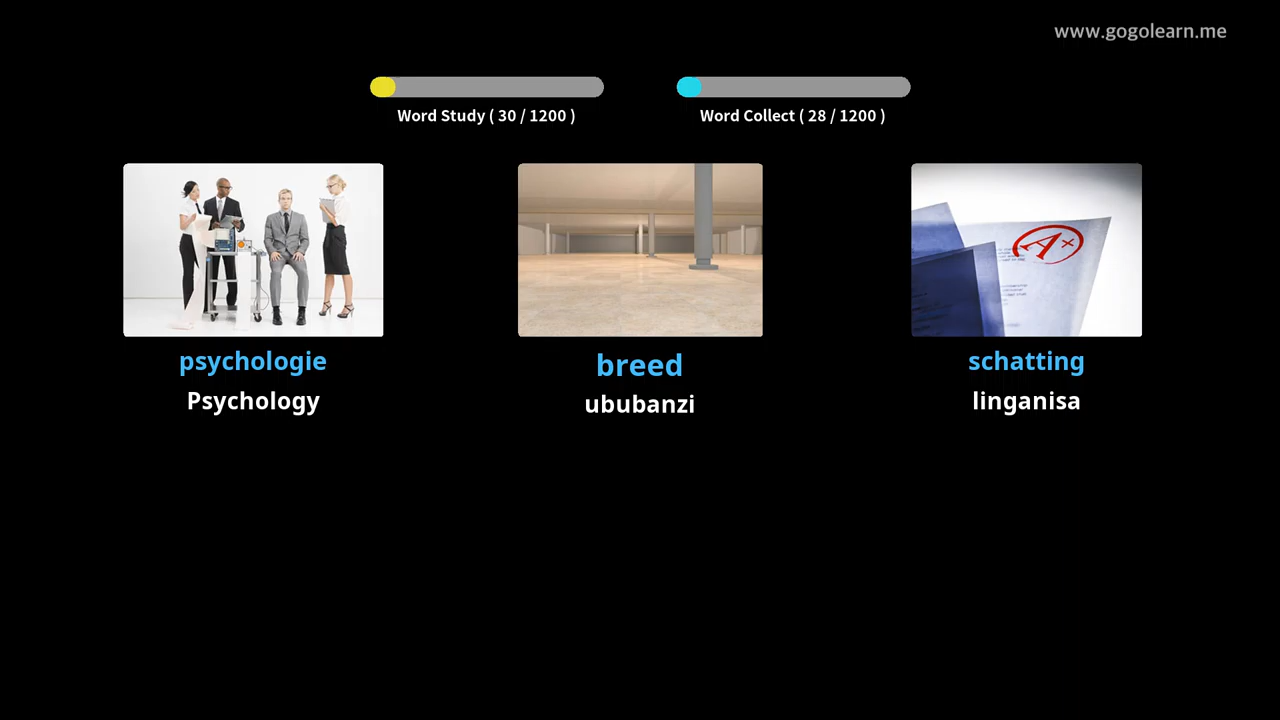 www.gogolearn.me
Word Study ( 30 / 1200 )
Word Collect ( 28 / 1200 )
A+
psychologie
breed
schatting
Psychology
ububanzi
linganisa